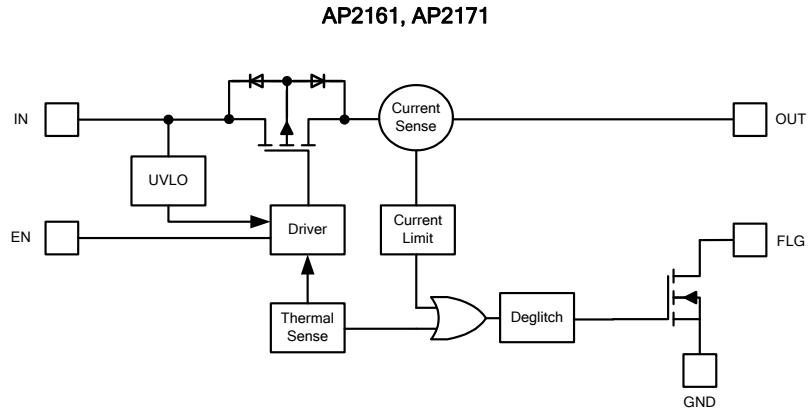 AP2161, AP2171
IN
Current
Sense
OUT
UVLO
EN
Driver
Current
Limit
FLG
Thermal
Sense
Deglitch
GND